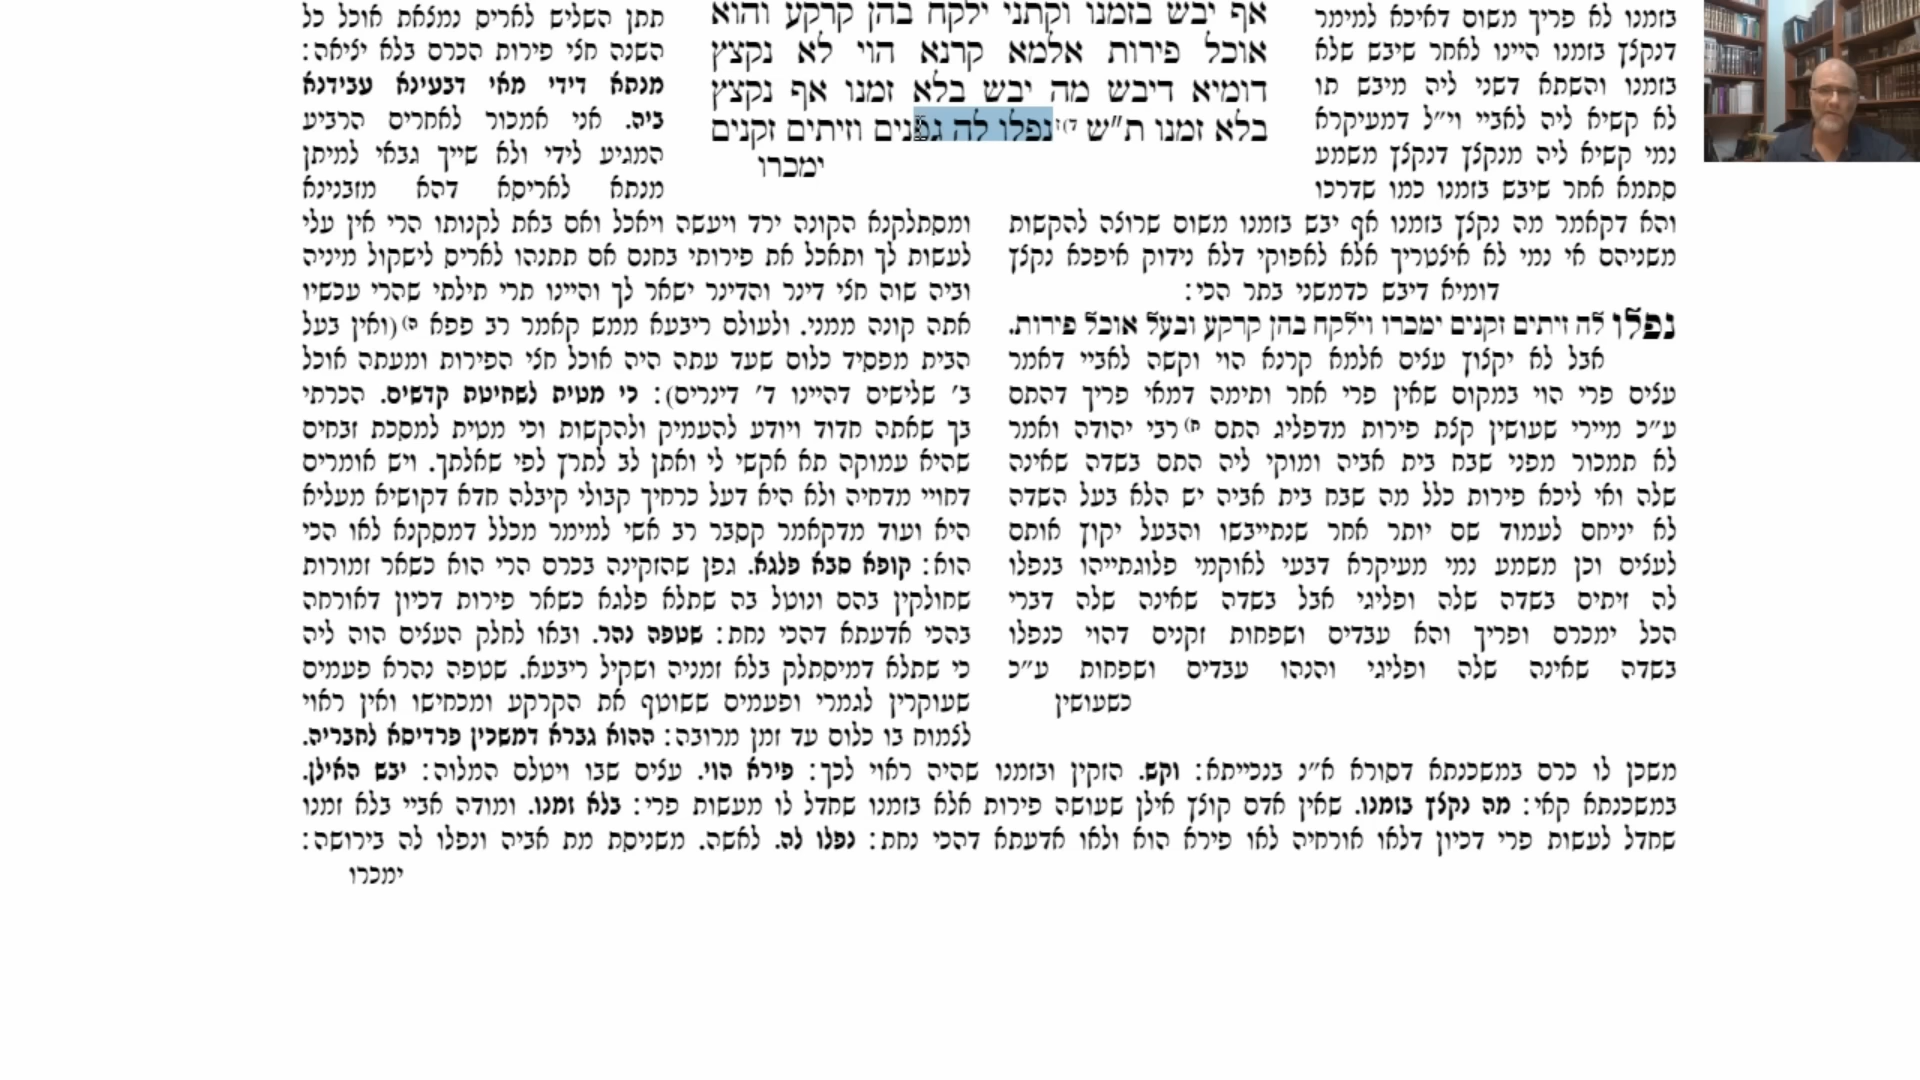 אף יבש בזמנו וקתני ילקח בהן קרקע והוא
אוכל פירות אלמא קרנא הוי לא נקצץ
דומיא דיבש מה יבש בלא זמנו אף נקצץ
בלא זמנו ת״ש ד)ז נפלו לה גפנים וזיתים זקנים
ימכרו
בזמנו לא פריך משום דאיכא למימר
דנקצץ בזמנו היינו לאחר שיבש שלא
בזמנו והשתא דשני ליה מיבש תו
לא קשיא ליה לאביי וי״ל דמעיקרא
נמי קשיא ליה מנקצץ דנקצץ משמע
סתמא אחר שיבש בזמנו כמו שדרכו
והא דקאמר מה נקצץ בזמנו אף יבש בזמנו משום שרוצה להקשות
משניהם אי נמי לא איצטריך אלא לאפוקי דלא נידוק איפכא נקצץ
דומיא דיבש כדמשני בתר הכי:
נפלו לה זיתים זקנים ימכרו וילקח בהן קרקע ובעל אוכל פירות.
אבל לא יקצוץ עצים אלמא קרנא הוי וקשה לאביי דאמר
עצים פרי הוי במקום שאין פרי אחר ותימה דמאי פריך דהתם
ע״כ מיירי שעושין קצת פירות מדפליג התם ח) רבי יהודה ואמר
לא תמכור מפני שבח בית אביה ומוקי ליה התם בשדה שאינה
שלה ואי ליכא פירות כלל מה שבח בית אביה יש הלא בעל השדה
לא יניחם לעמוד שם יותר אחר שנתייבשו והבעל יקוץ אותם
לעצים וכן משמע נמי מעיקרא דבעי לאוקמי פלוגתייהו בנפלו
לה זיתים בשדה שלה ופליגי אבל בשדה שאינה שלה דברי
הכל ימכרם ופריך והא עבדים ושפחות זקנים דהוי כנפלו
בשדה שאינה שלה ופליגי והנהו עבדים ושפחות ע״כ
כשעושין
תתן השליש לאריס נמצאת אוכל כל
השנה חצי פירות הכרם בלא יציאה:
מנתא דידי מאי דבעינא עבידנא
ביה. אני אמכור לאחרים הרביע
המגיע לידי ולא שייך גבאי למיתן
מנתא לאריסא דהא מזבנינא
ומסתלקנא הקונה ירד ויעשה ויאכל ואם באת לקנותו הרי אין עלי
לעשות לך ותאכל את פירותי בחנם אם תתנהו לאריס לישקול מיניה
וביה שוה חצי דינר והדינר ישאר לך והיינו תרי תילתי שהרי עכשיו
אתה קונה ממני. ולעולם ריבעא ממש קאמר רב פפא ס) (ואין בעל
הבית מפסיד כלום שעד עתה היה אוכל חצי הפירות ומעתה אוכל
ב׳ שלישים דהיינו ד׳ דינרים): כי מטית לשחיטת קדשים. הכרתי
בך שאתה חדוד ויודע להעמיק ולהקשות וכי מטית למסכת זבחים
שהיא עמוקה תא אקשי לי ואתן לב לתרץ לפי שאלתך. ויש אומרים
דחויי מדחיה ולא היא דעל כרחיך קבולי קיבלה חדא דקושיא מעליא
היא ועוד מדקאמר קסבר רב אשי למימר מכלל דמסקנא לאו הכי
הוא: קופא סבא פלגא. גפן שהזקינה בכרם הרי הוא כשאר זמורות
שחולקין בהם ונוטל בה שתלא פלגא כשאר פירות דכיון דאורחה
בהכי אדעתא דהכי נחת: שטפה נהר. ובאו לחלק העצים הוה ליה
כי שתלא דמיסתלק בלא זמניה ושקיל ריבעא. שטפה נהרא פעמים
שעוקרין לגמרי ופעמים ששוטף את הקרקע ומכחישו ואין ראוי
לצמוח בו כלום עד זמן מרובה: ההוא גברא דמשכין פרדיסא לחבריה.
משכן לו כרם במשכנתא דסורא א״נ בנכייתא: וקש. הזקין ובזמנו שהיה ראוי לכך: פירא הוי. עצים שבו ויטלם המלוה: יבש האילן.
במשכנתא קאי: מה נקצץ בזמנו. שאין אדם קוצץ אילן שעושה פירות אלא בזמנו שחדל לו מעשות פרי: בלא זמנו. ומודה אביי בלא זמנו
שחדל לעשות פרי דכיון דלאו אורחיה לאו פירא הוא ולאו אדעתא דהכי נחת: נפלו לה. לאשה. משניסת מת אביה ונפלו לה בירושה:
ימכרו